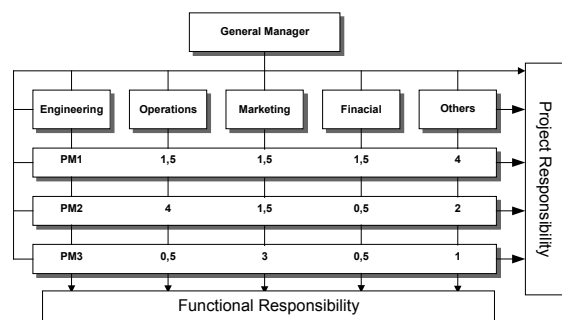 General Manager
Engineering Operations Marketing Finacial Others
PM1 1,5 1,5 1,5 4
PM2 4 1,5 0,5 2
PM3 0,5 3 0,5 1
Project Responsibility
Functional Responsibility